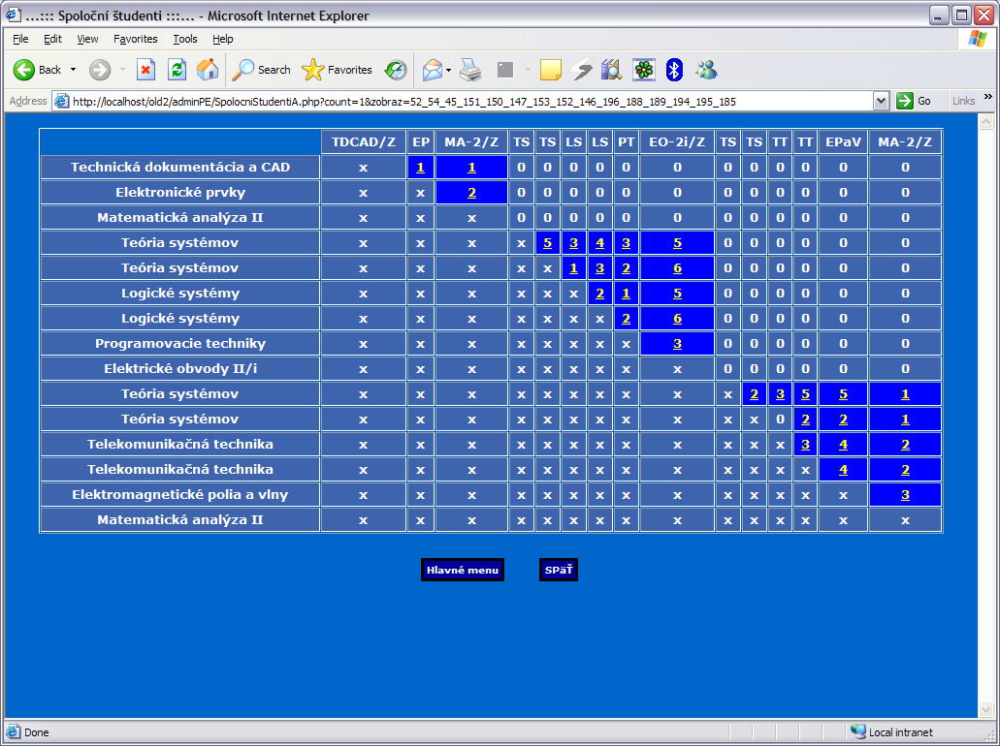 ...::: Spoloční študenti :::... - Microsoft Internet Explorer
File Edit View Favorites Tools Help
Back Search Favorites
Address http://localhost/old2/adminPE/SpolocniStudentiA.php?count=1&zobraz=52_54_45_151_150_147_153_152_146_196_188_189_194_195_185 Go Links »
TDCAD/Z EP MA-2/Z TS TS LS LS PT EO-2i/Z TS TS TT TT EPaV MA-2/Z
Technická dokumentácia a CAD x 1 1 0 0 0 0 0 0 0 0 0 0 0 0
Elektronické prvky x x 2 0 0 0 0 0 0 0 0 0 0 0 0
Matematická analýza II x x x 0 0 0 0 0 0 0 0 0 0 0 0
Teória systémov x x x x 5 3 4 3 5 0 0 0 0 0 0
Teória systémov x x x x x 1 3 2 6 0 0 0 0 0 0
Logické systémy x x x x x x 2 1 5 0 0 0 0 0 0
Logické systémy x x x x x x x 2 6 0 0 0 0 0 0
Programovacie techniky x x x x x x x x 3 0 0 0 0 0 0
Elektrické obvody II/i x x x x x x x x x 0 0 0 0 0 0
Teória systémov x x x x x x x x x x 2 3 5 5 1
Teória systémov x x x x x x x x x x x 0 2 2 1
Telekomunikačná technika x x x x x x x x x x x x 3 4 2
Telekomunikačná technika x x x x x x x x x x x x x 4 2
Elektromagnetické polia a vlny x x x x x x x x x x x x x x 3
Matematická analýza II x x x x x x x x x x x x x x x
Hlavné menu SPäŤ
Done Local intranet